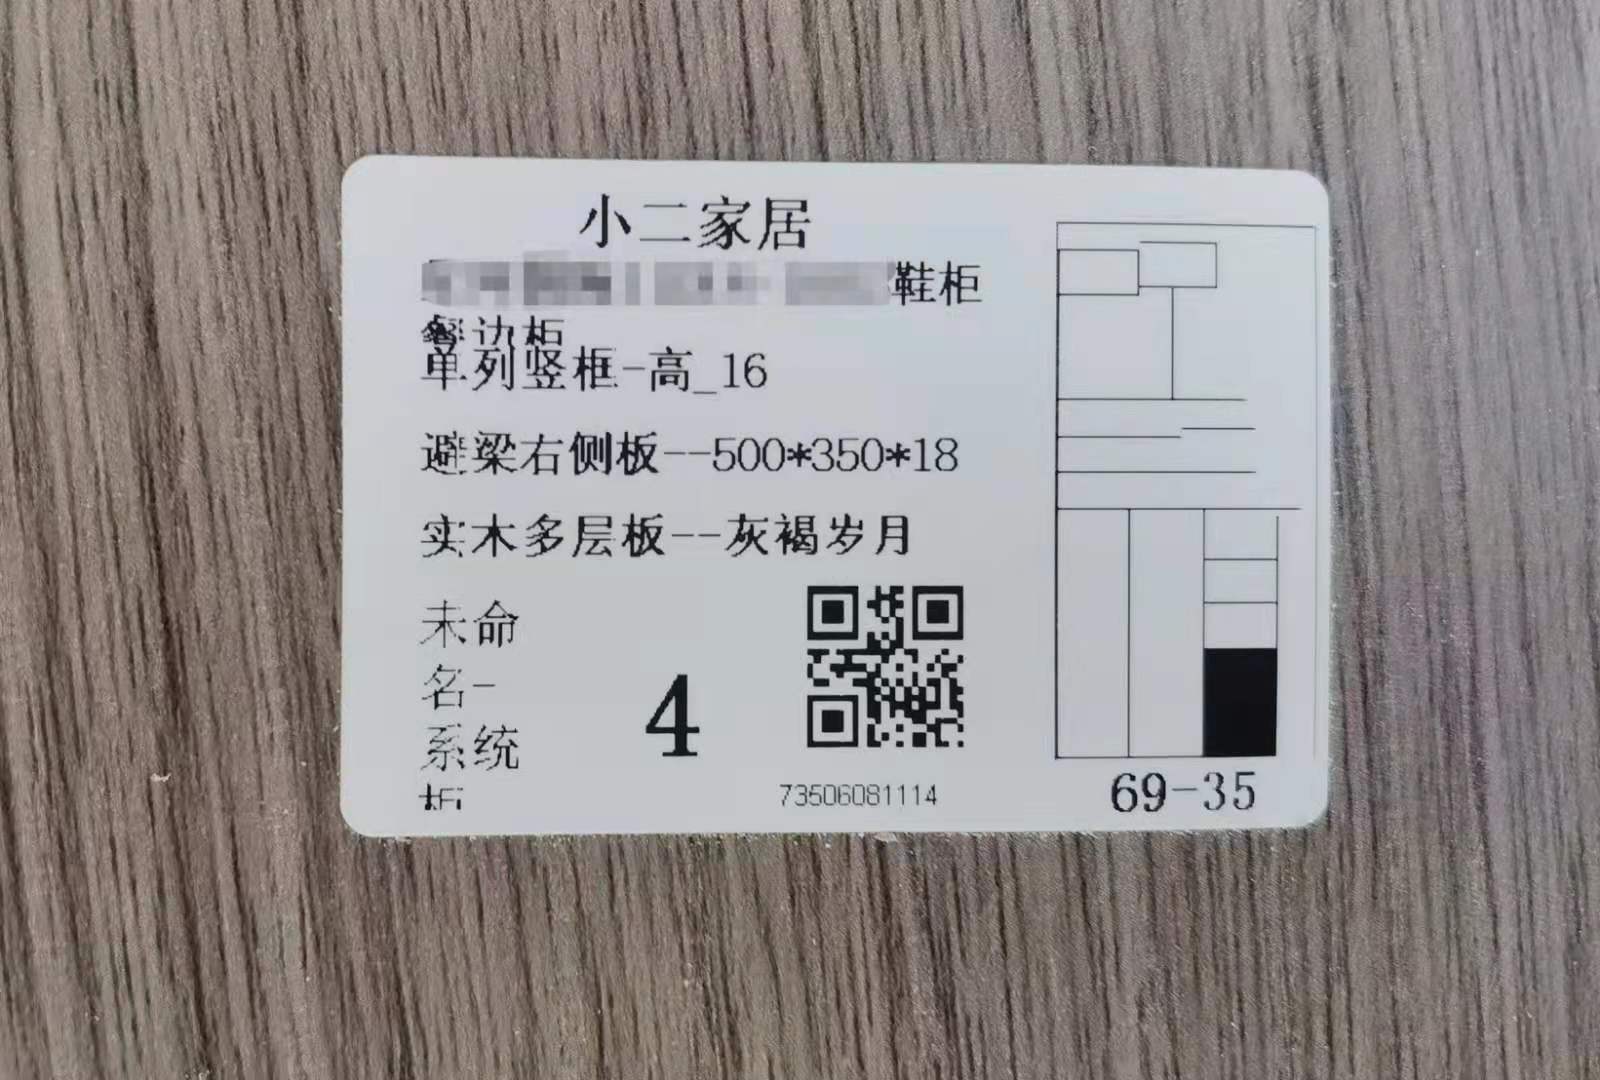 小二家居
鞋柜
餐边柜
单列竖框-高_16
避梁右侧板--500*350*18
实木多层板--灰褐岁月
未命
名-
系统
柜
4
73506081114
69-35